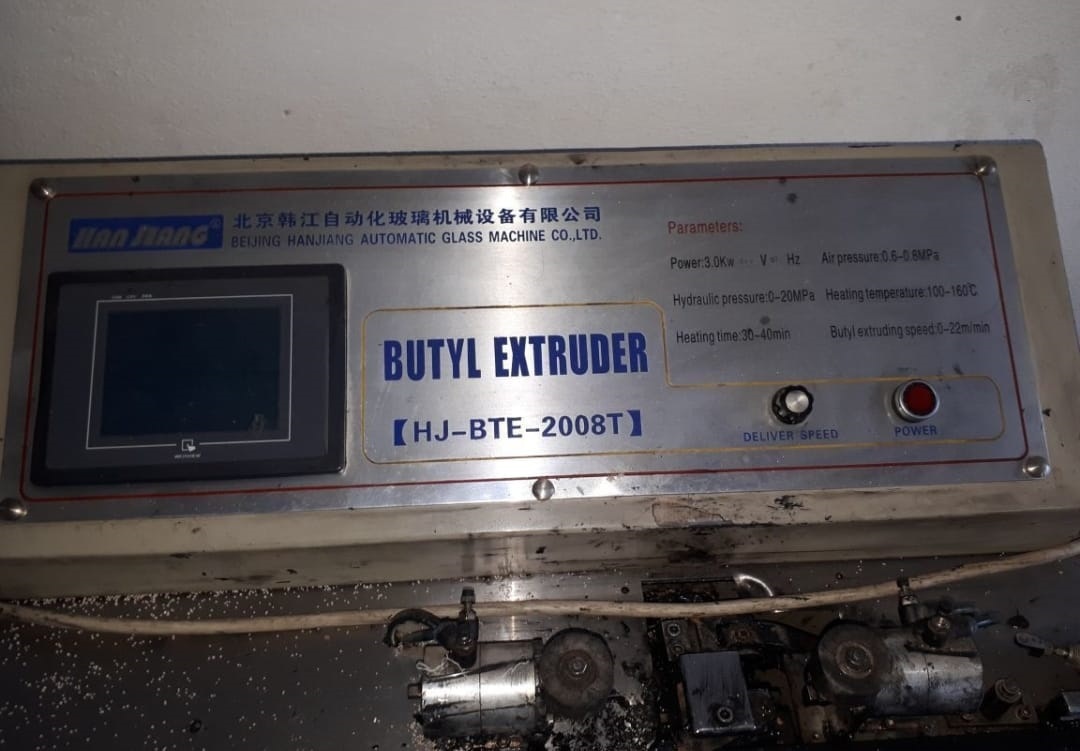 HAN JIANG®
北京韩江自动化玻璃机械设备有限公司
BEIJING HANJIANG AUTOMATIC GLASS MACHINE CO.,LTD.
Parameters:
Power:3.0Kw V Hz Air pressure:0.6-0.8MPa
Hydraulic pressure:0-20MPa Heating temperature:100-160℃
Heating time:30-40min Butyl extruding speed:0-22m/min
BUTYL EXTRUDER
【HJ-BTE-2008T】
DELIVER SPEED
POWER
WEINVIEW